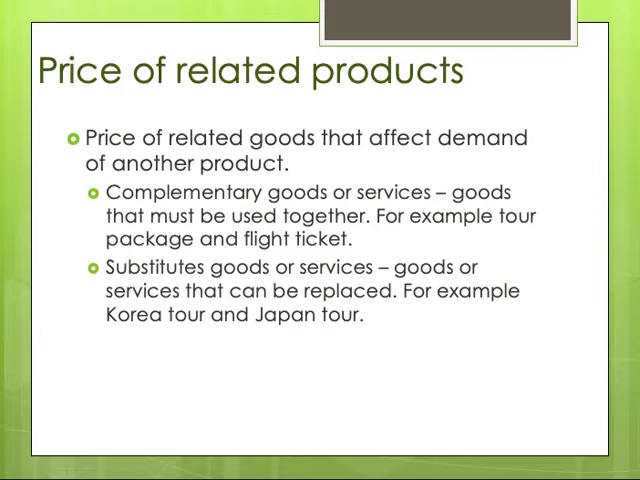 Price of related products
Price of related goods that affect demand
of another product.
Complementary goods or services – goods
that must be used together. For example tour
package and flight ticket.
Substitutes goods or services – goods or
services that can be replaced. For example
Korea tour and Japan tour.